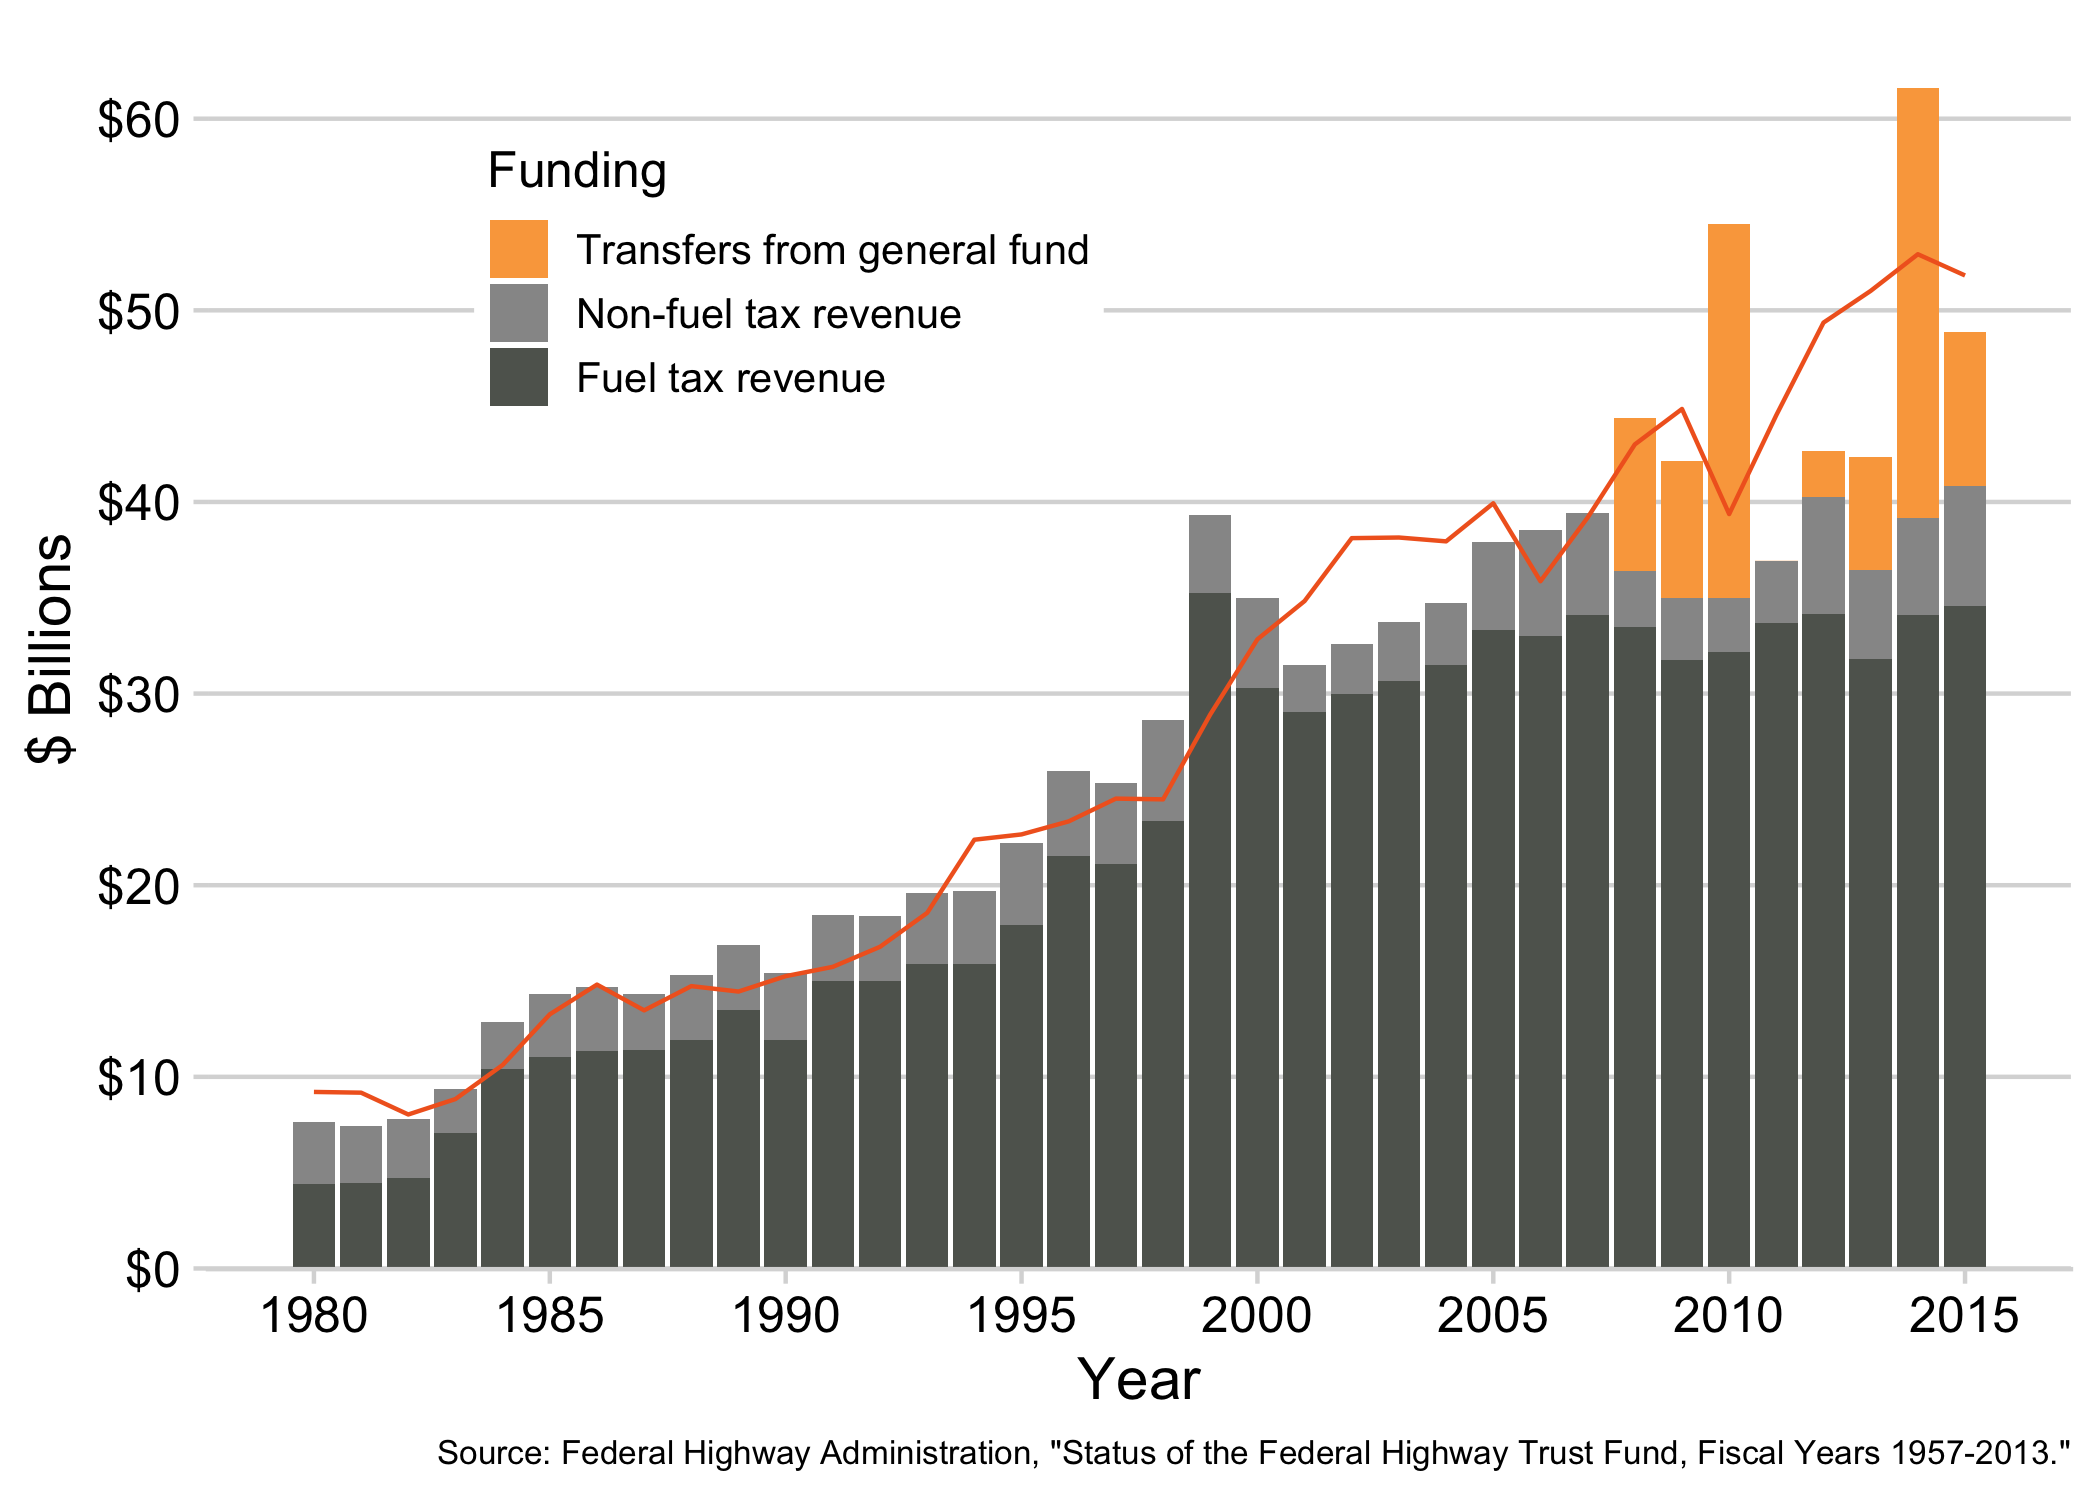 $60
$50
$40
$30
$20
$10
$0
$ Billions
Funding
Transfers from general fund
Non-fuel tax revenue
Fuel tax revenue
1980 1985 1990 1995 2000 2005 2010 2015
Year
Source: Federal Highway Administration, "Status of the Federal Highway Trust Fund, Fiscal Years 1957-2013."